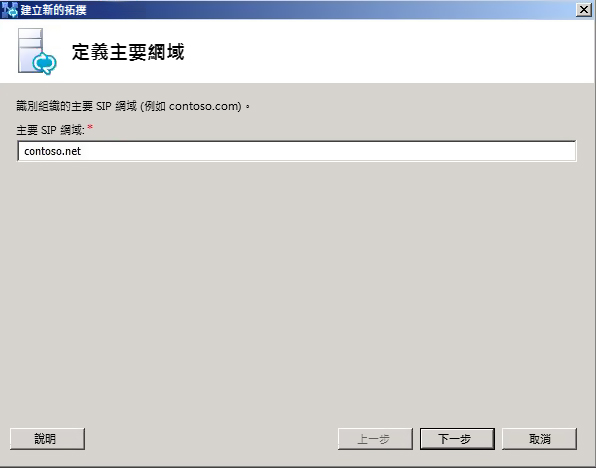 建立新的拓撲
定義主要網域
識別組織的主要 SIP 網域 (例如 contoso.com)。
主要 SIP 網域: *
contoso.net
說明
上一步
下一步
取消